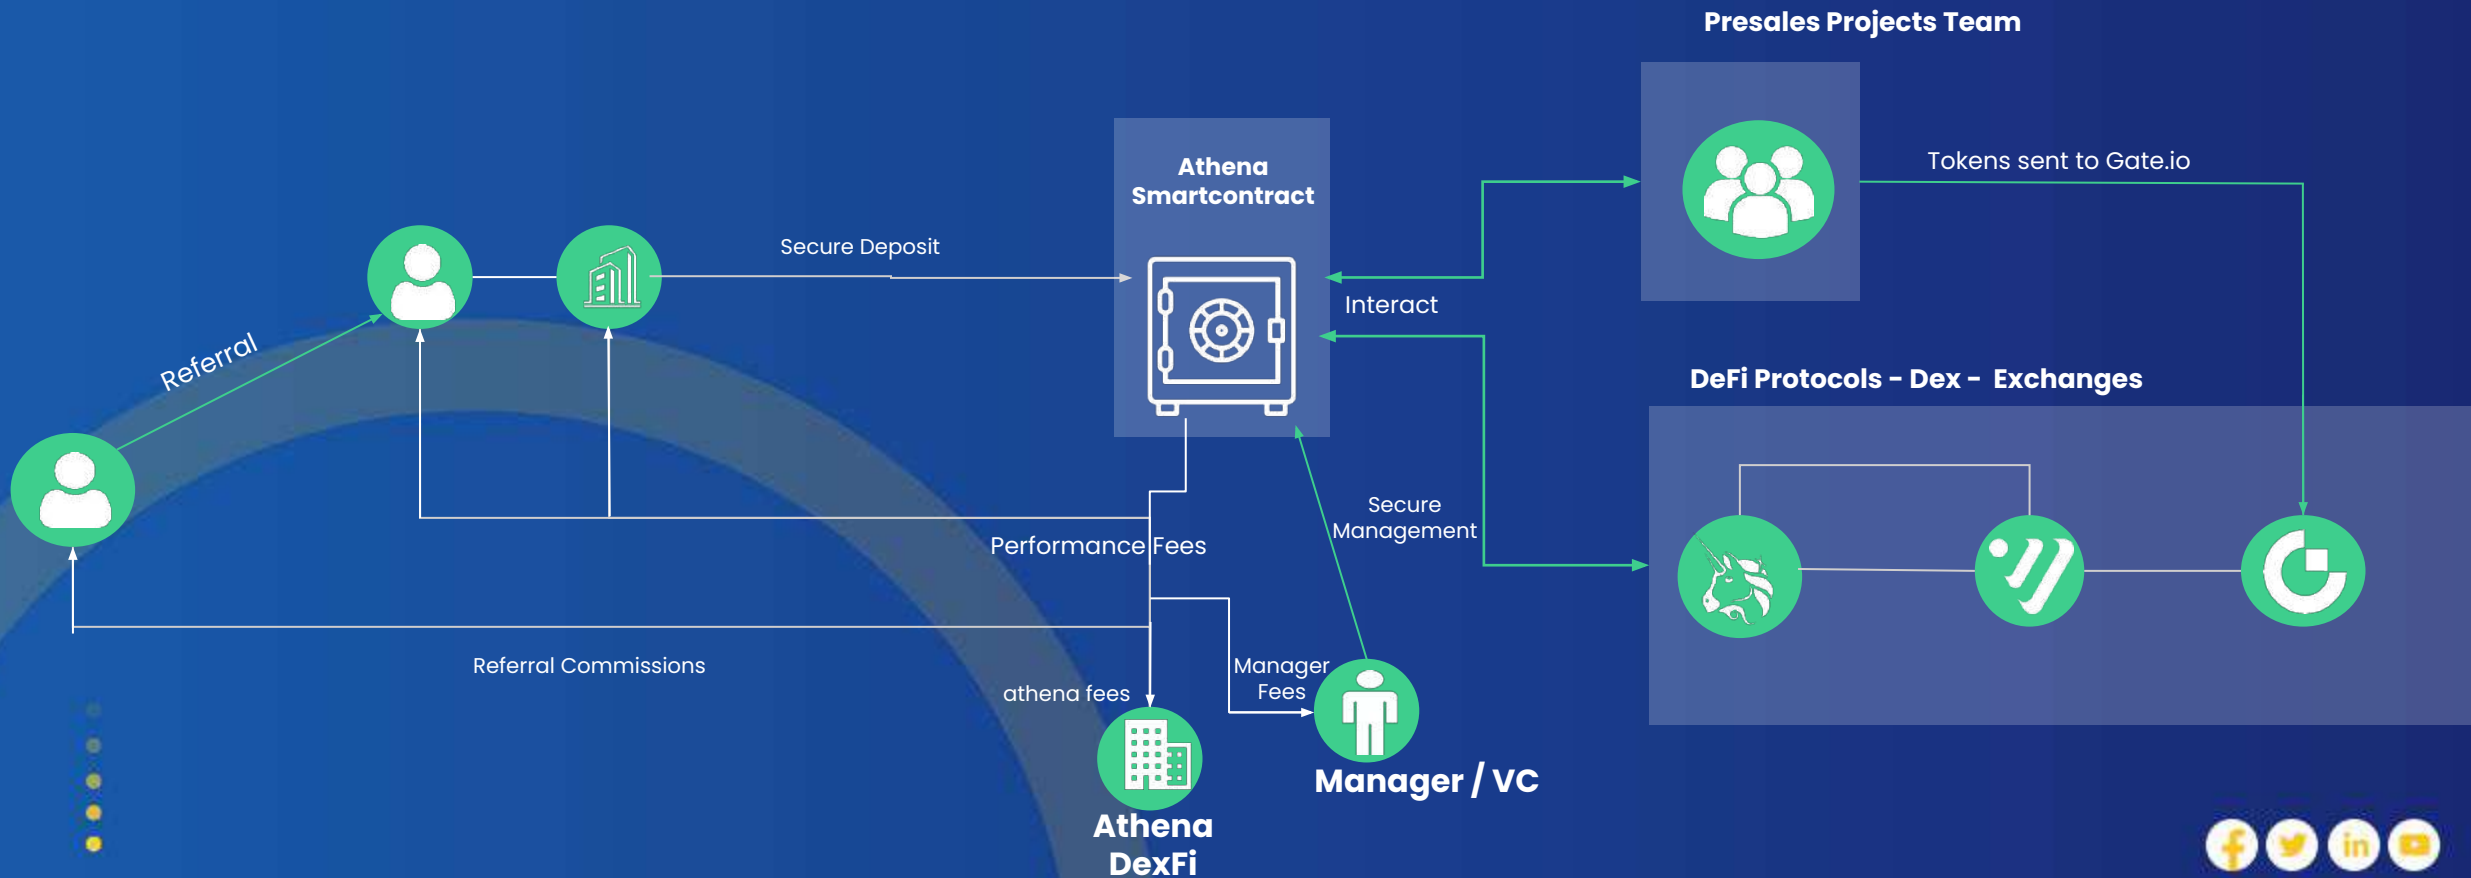 Presales Projects Team
Athena
Smartcontract
Tokens sent to Gate.io
Secure Deposit
Interact
Referral
DeFi Protocols - Dex - Exchanges
Secure
Management
Performance Fees
Referral Commissions
Manager
Fees
athena fees
Manager / VC
Athena
DexFi